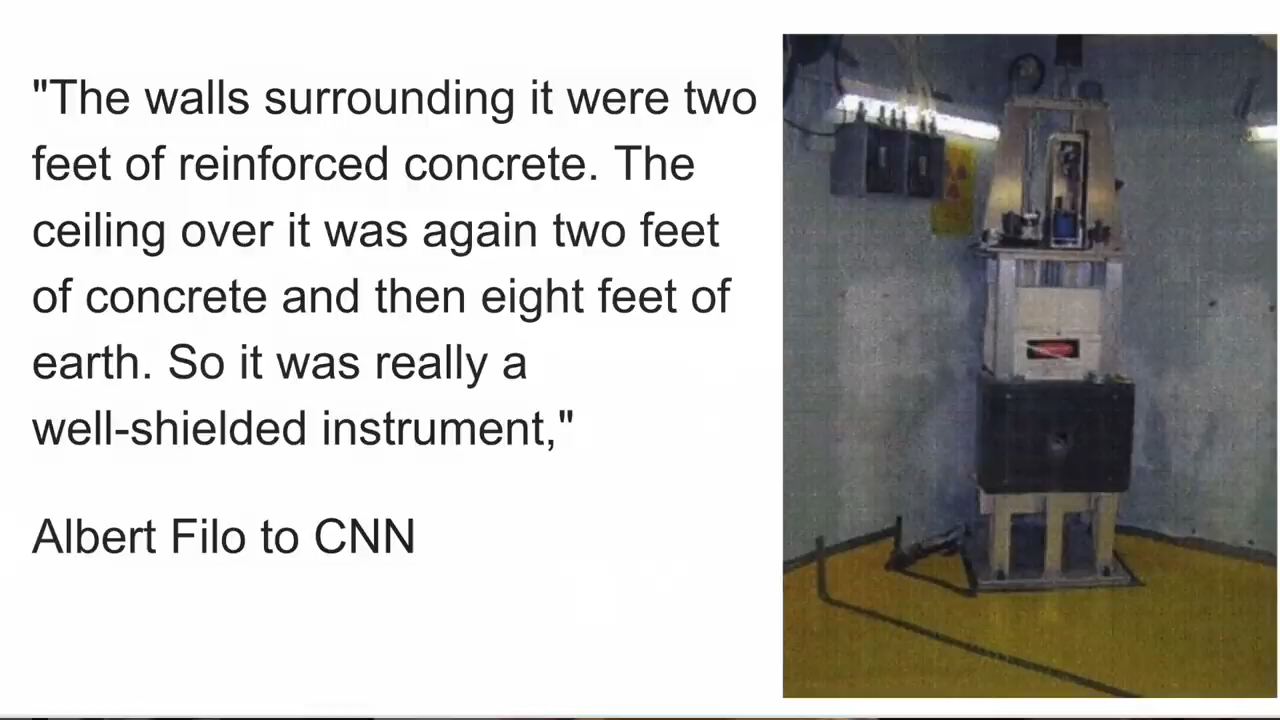 "The walls surrounding it were two
feet of reinforced concrete. The
ceiling over it was again two feet
of concrete and then eight feet of
earth. So it was really a
well-shielded instrument,"
Albert Filo to CNN